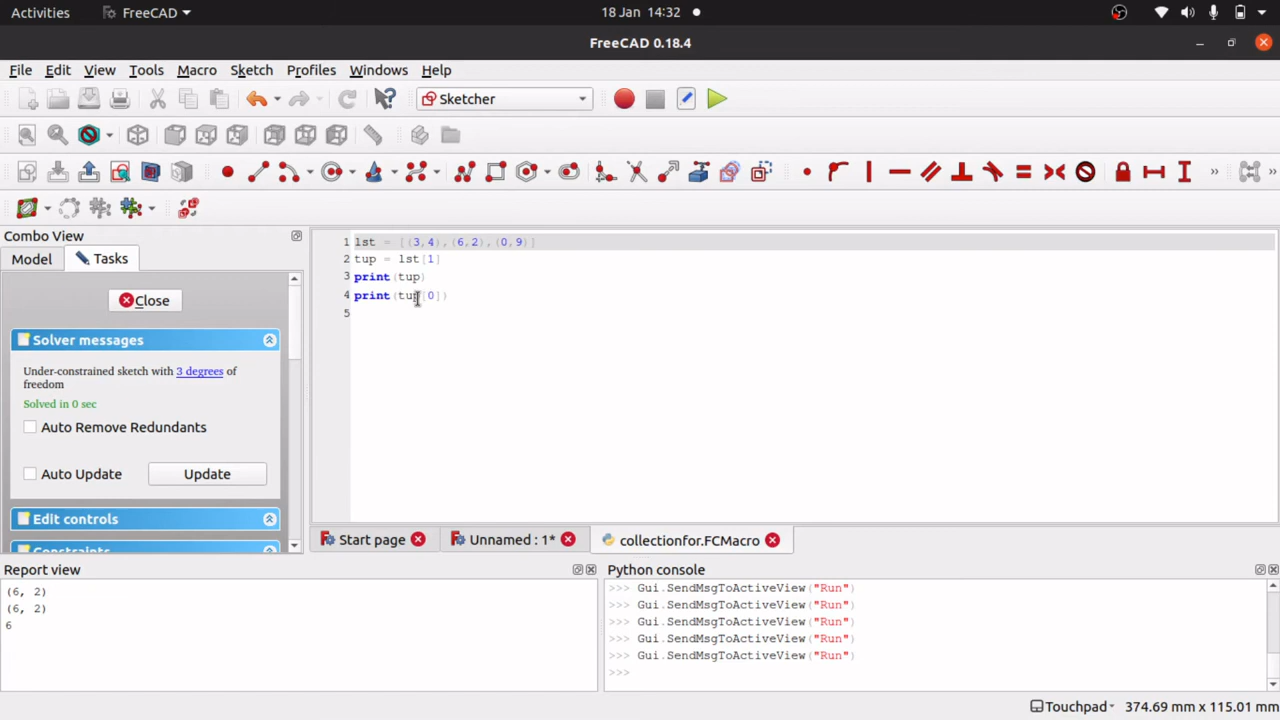 Activities
FreeCAD
18 Jan 14:32
FreeCAD 0.18.4
File Edit View Tools Macro Sketch Profiles Windows Help
Sketcher
Combo View
Model
Tasks
Close
Solver messages
Under-constrained sketch with 3 degrees of
freedom
Solved in 0 sec
Auto Remove Redundants
Auto Update
Update
Edit controls
Constraints
1 lst = [(3,4),(6,2),(0,9)]
2 tup = lst[1]
3 print(tup)
4 print(tup[0])
5
Start page
Unnamed : 1*
collectionfor.FCMacro
Report view
(6, 2)
(6, 2)
6
Python console
>>> Gui.SendMsgToActiveView("Run")
>>> Gui.SendMsgToActiveView("Run")
>>> Gui.SendMsgToActiveView("Run")
>>> Gui.SendMsgToActiveView("Run")
>>> Gui.SendMsgToActiveView("Run")
>>>
Touchpad
374.69 mm x 115.01 mm